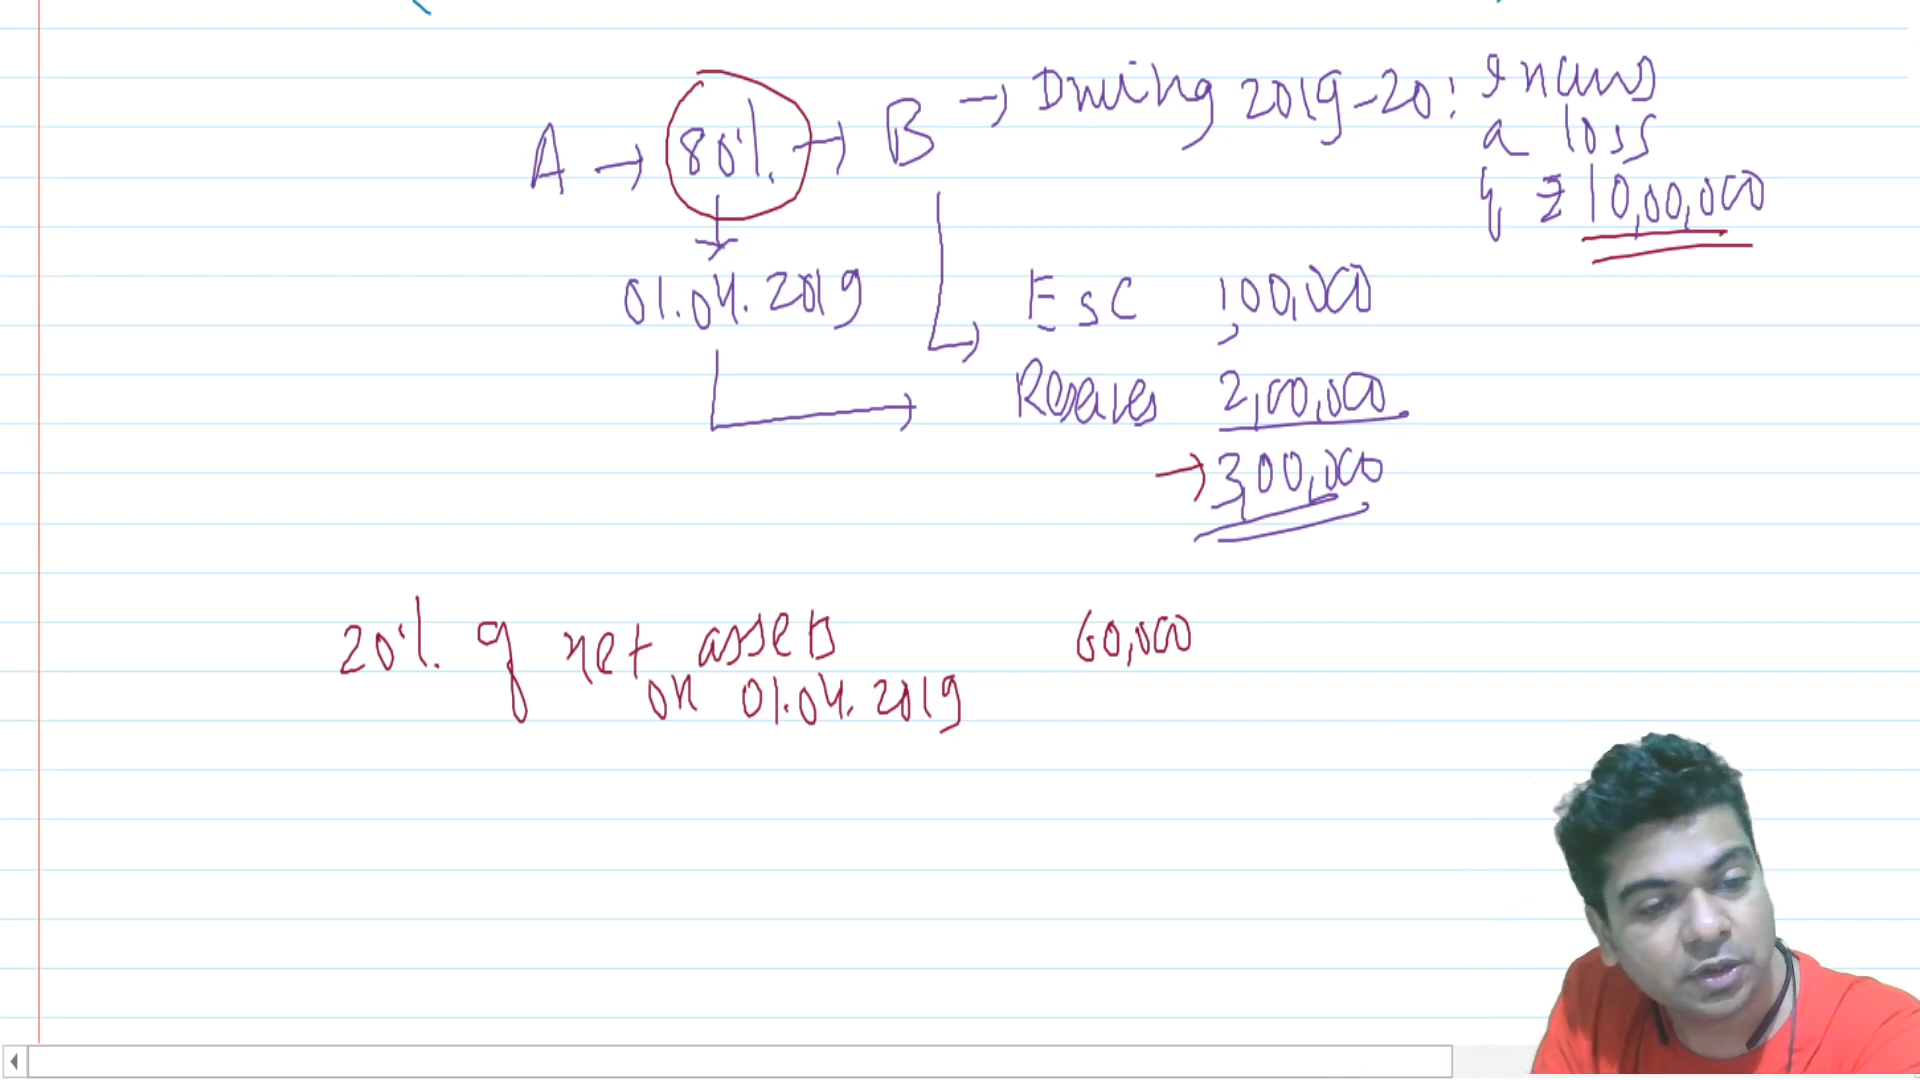 A → 80% → B → During 2019-20: Incurs
a loss
of ₹ 10,00,000
01.04.2019
ESC 1,00,000
Reserves 2,00,000
→ 3,00,000
20% of net assets 60,000
on 01.04.2019